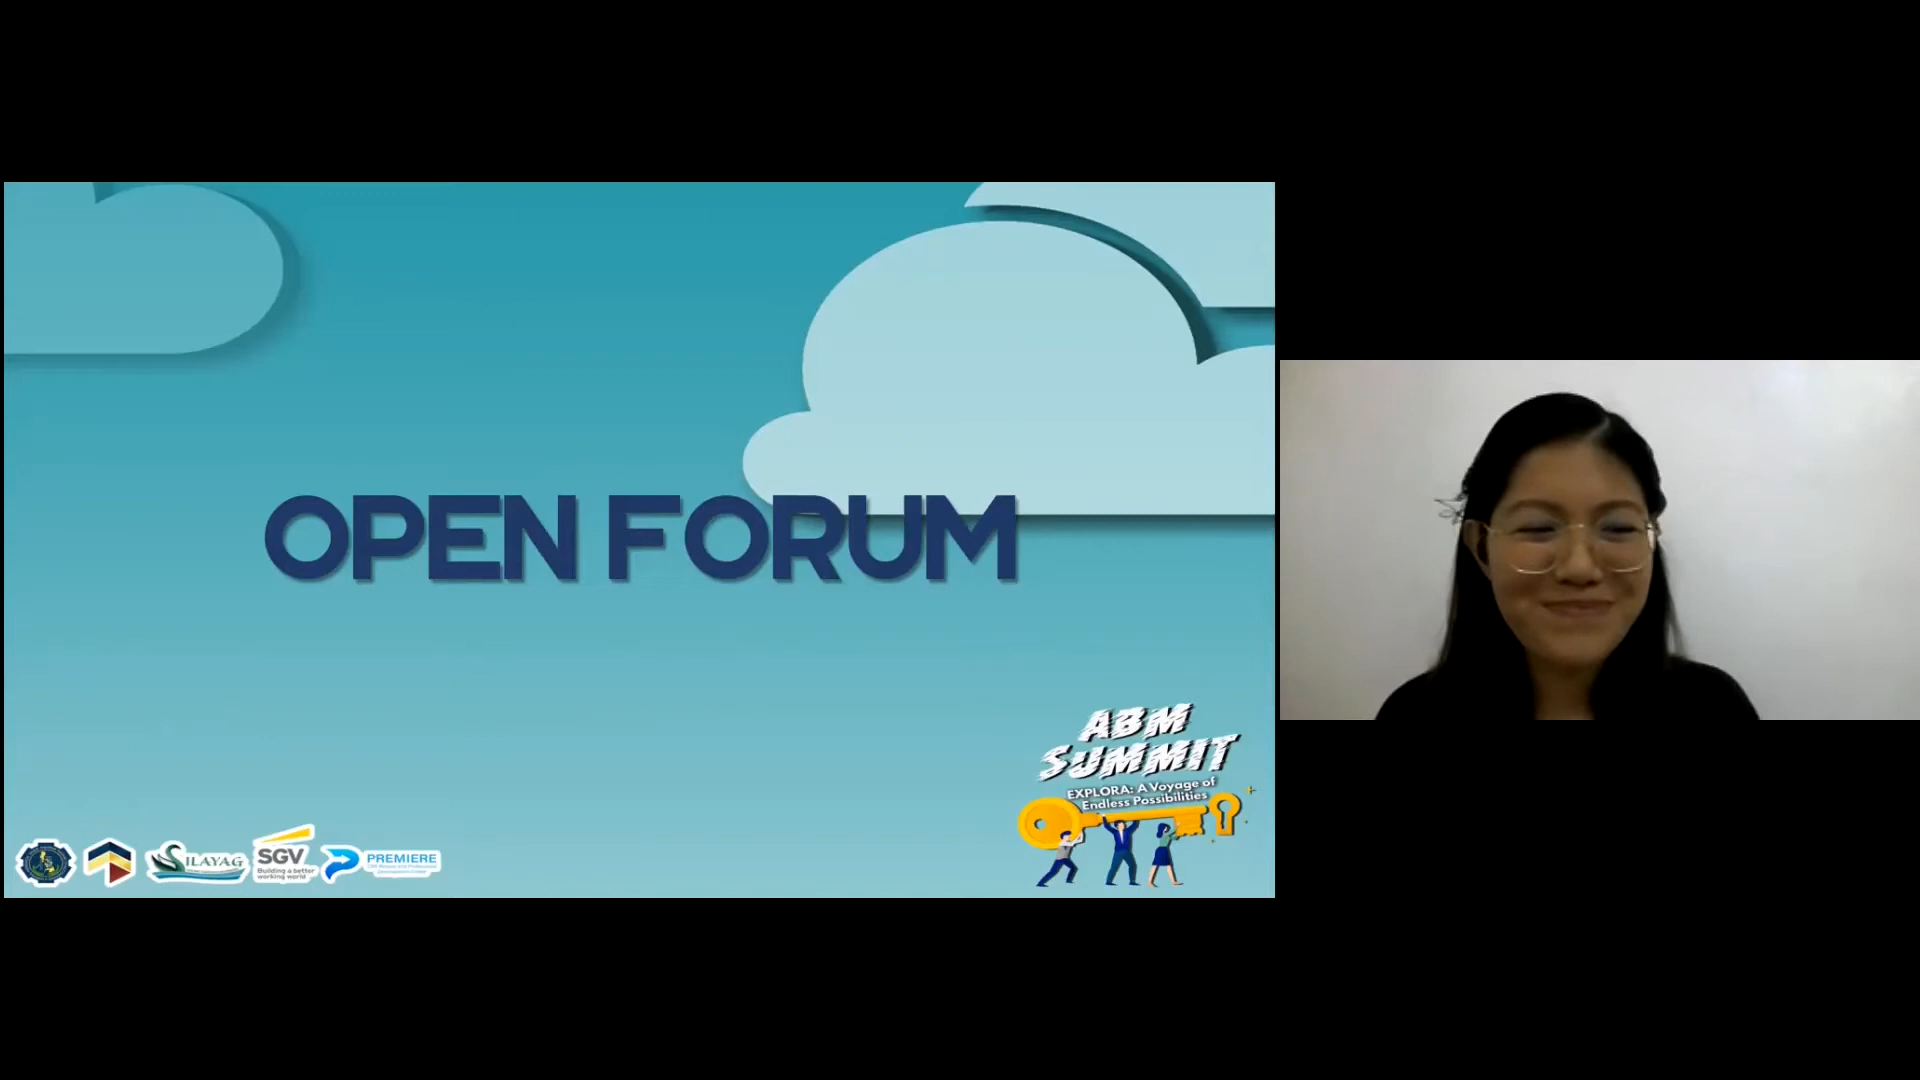 OPEN FORUM
ABM
SUMMIT
EXPLORA: A Voyage of
Endless Possibilities
SILAYAG
SGV
Building a better
working world
PREMIERE